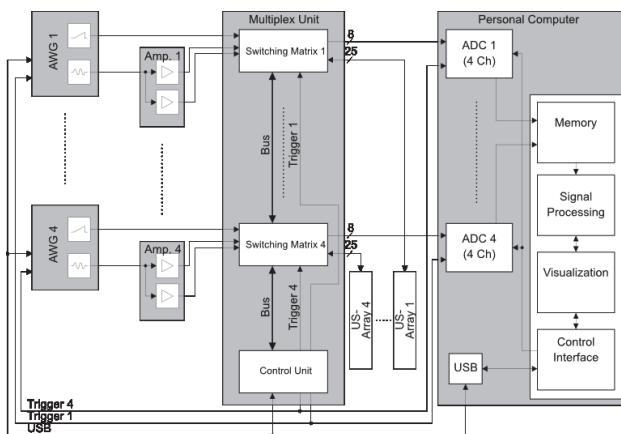 Multiplex Unit
Personal Computer
AWG 1
Amp. 1
Switching Matrix 1
8
25
ADC 1
(4 Ch)
Memory
Bus
Trigger 1
Signal
Processing
AWG 4
Amp. 4
Switching Matrix 4
8
25
ADC 4
(4 Ch)
Visualization
Bus
Trigger 4
US-
Array 4
US-
Array 1
Control Unit
USB
Control
Interface
Trigger 4
Trigger 1
USB